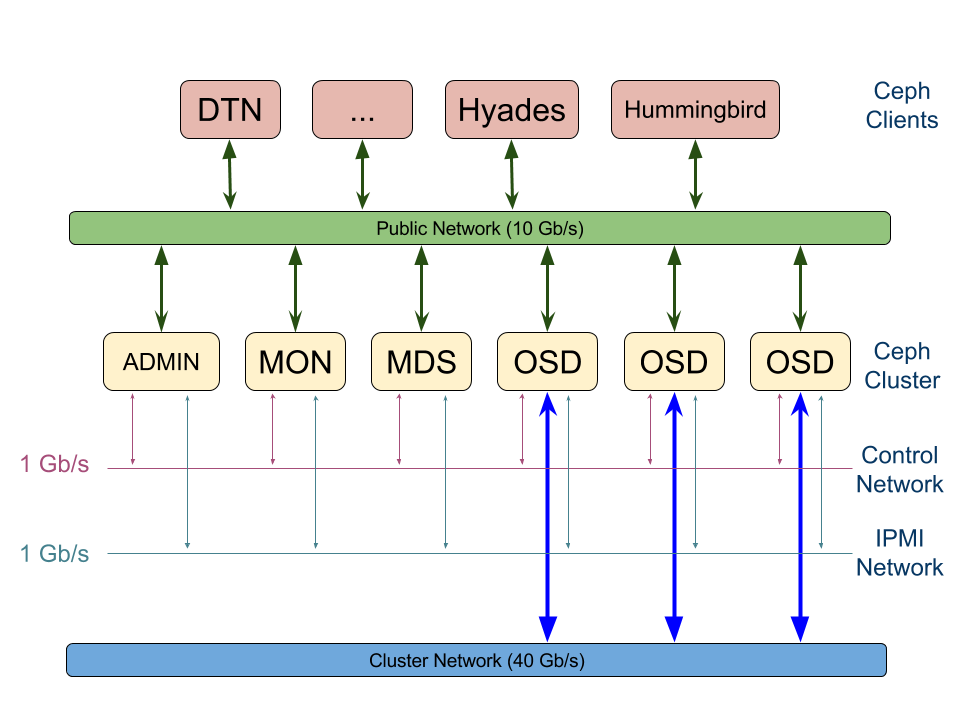 DTN
...
Hyades
Hummingbird
Ceph
Clients
Public Network (10 Gb/s)
ADMIN
MON
MDS
OSD
OSD
OSD
Ceph
Cluster
1 Gb/s
Control
Network
1 Gb/s
IPMI
Network
Cluster Network (40 Gb/s)